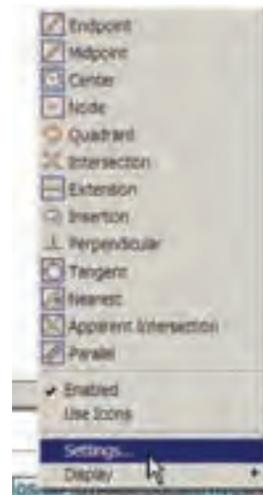 Endpoint
Midpoint
Center
Node
Quadrant
Intersection
Extension
Insertion
Perpendicular
Tangent
Nearest
Apparent Intersection
Parallel
Enabled
Use Icons
Settings...
Display